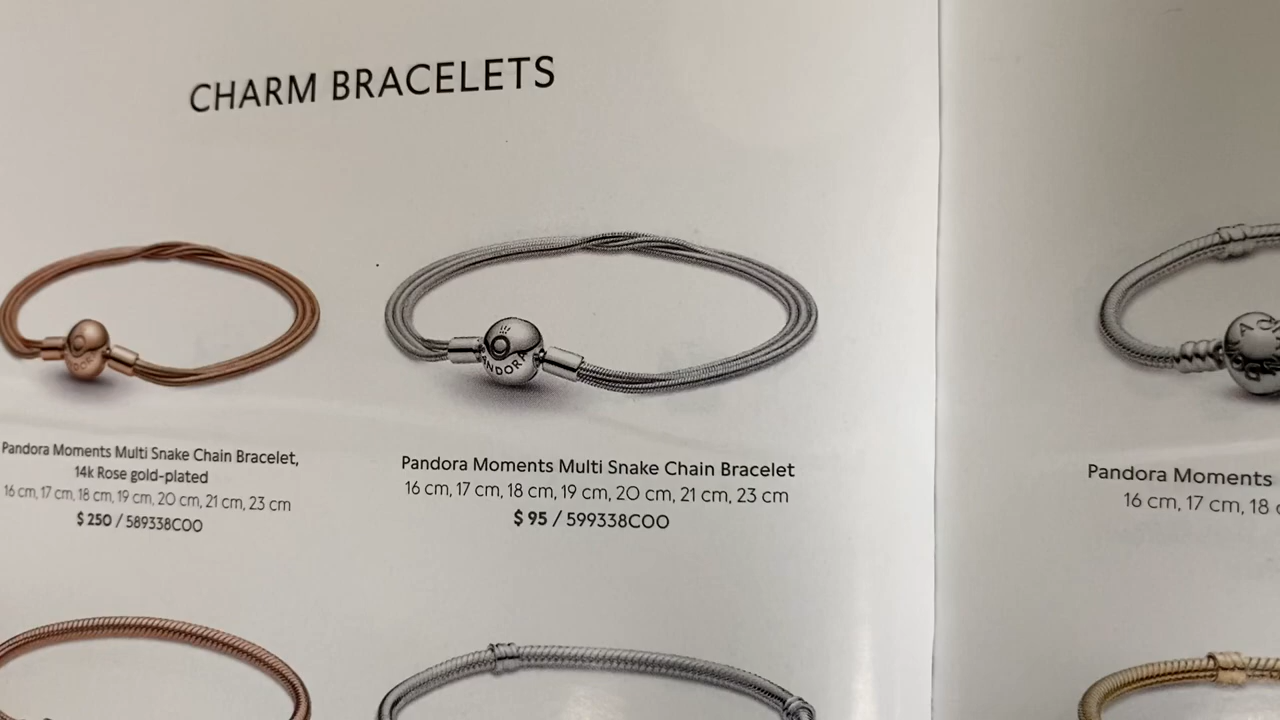 CHARM BRACELETS
Pandora Moments Multi Snake Chain Bracelet,
14k Rose gold-plated
16 cm, 17 cm, 18 cm, 19 cm, 20 cm, 21 cm, 23 cm
$ 250 / 589338C00
PANDORA
Pandora Moments Multi Snake Chain Bracelet
16 cm, 17 cm, 18 cm, 19 cm, 20 cm, 21 cm, 23 cm
$ 95 / 599338C00
Pandora Moments
16 cm, 17 cm, 18